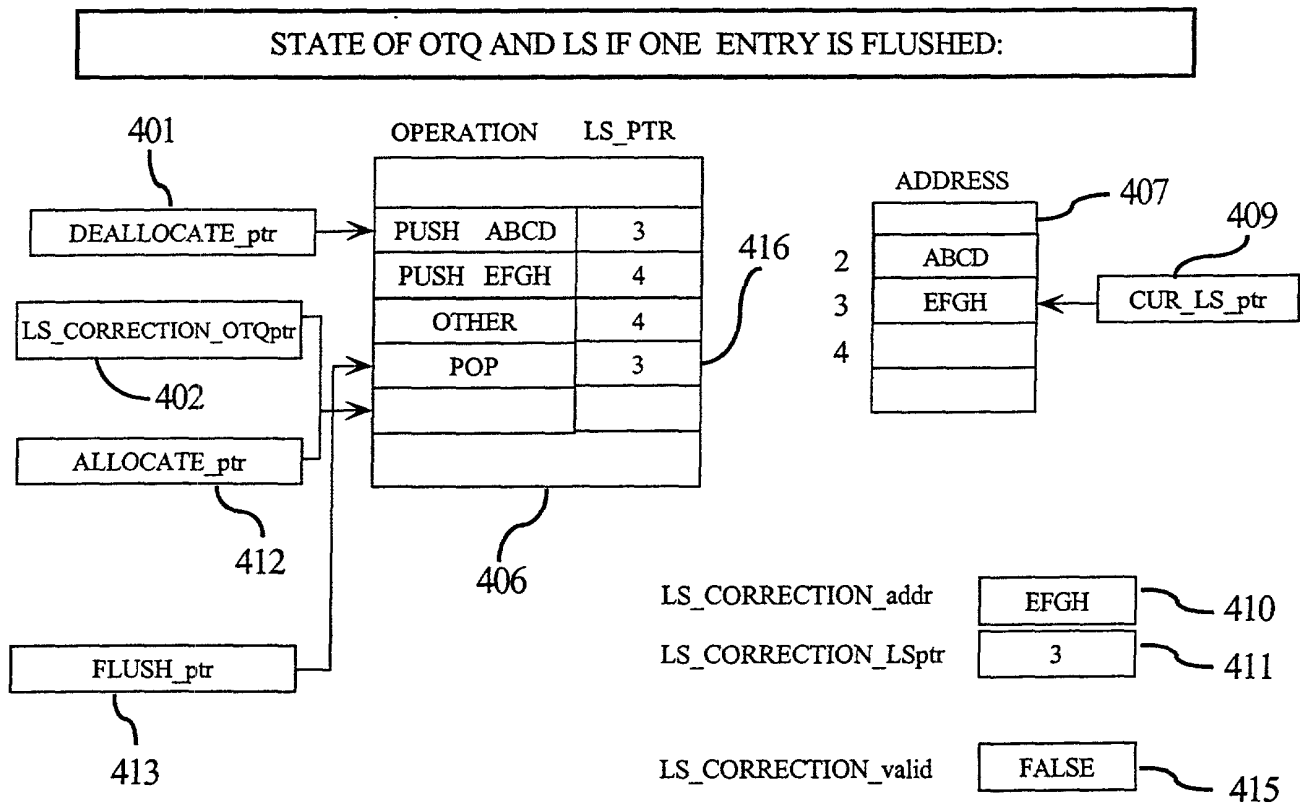 STATE OF OTQ AND LS IF ONE ENTRY IS FLUSHED:
401
OPERATION LS_PTR
ADDRESS
407
409
DEALLOCATE_ptr
PUSH ABCD 3
416
2 ABCD
PUSH EFGH 4
3 EFGH
CUR_LS_ptr
LS_CORRECTION_OTQptr
OTHER 4
4
POP 3
402
ALLOCATE_ptr
412
406
LS_CORRECTION_addr EFGH 410
LS_CORRECTION_LSptr 3 411
FLUSH_ptr
413
LS_CORRECTION_valid FALSE 415